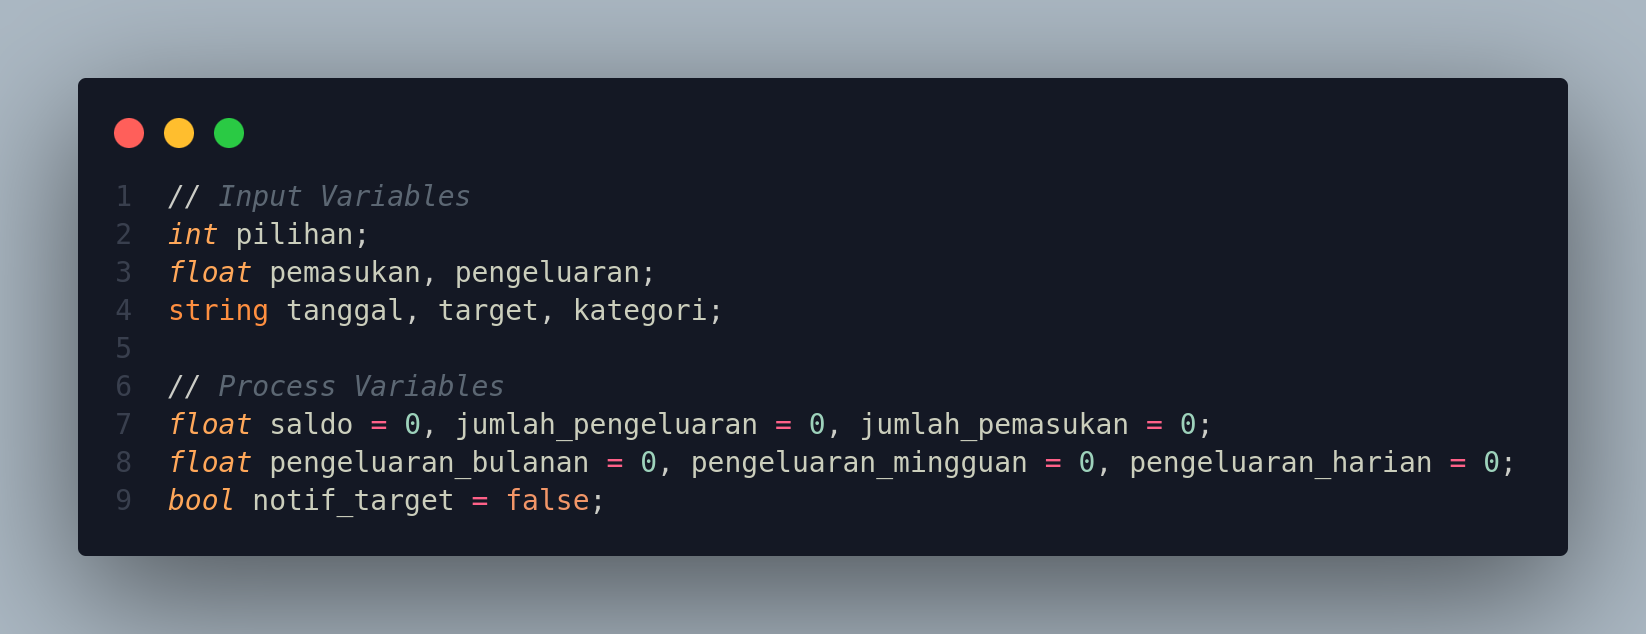 1 // Input Variables
2 int pilihan;
3 float pemasukan, pengeluaran;
4 string tanggal, target, kategori;
5
6 // Process Variables
7 float saldo = 0, jumlah_pengeluaran = 0, jumlah_pemasukan = 0;
8 float pengeluaran_bulanan = 0, pengeluaran_mingguan = 0, pengeluaran_harian = 0;
9 bool notif_target = false;